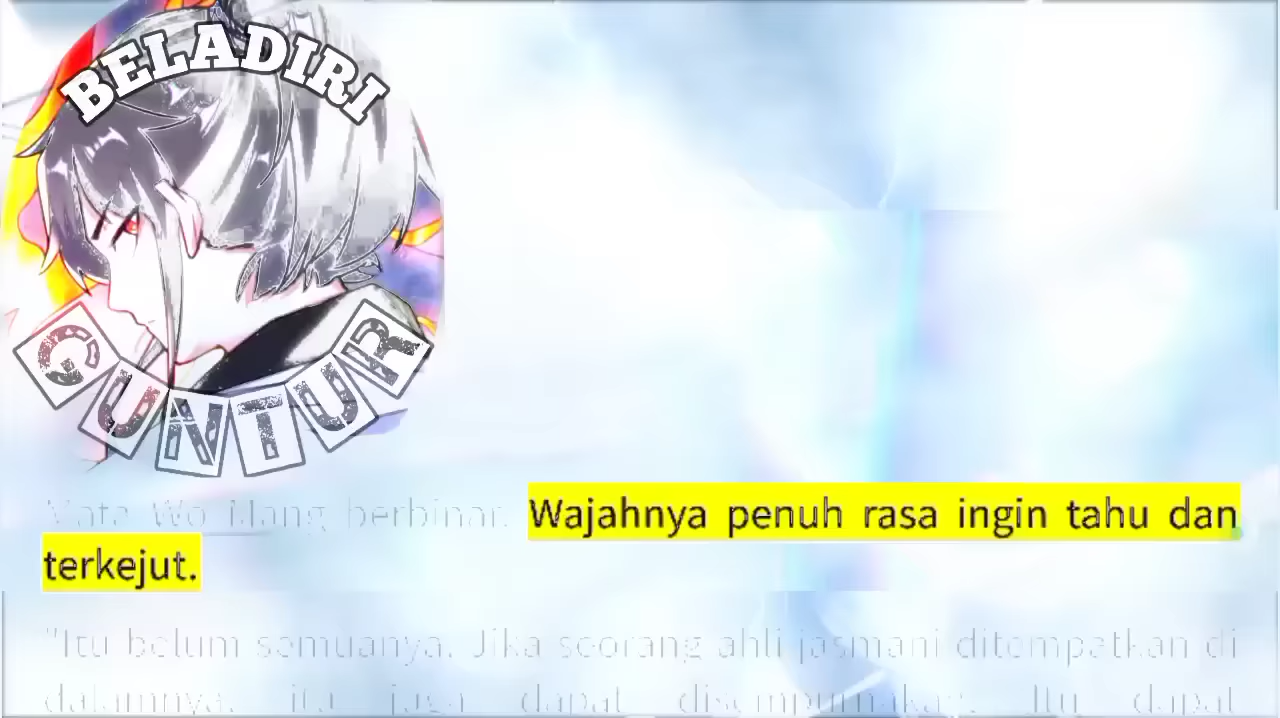 BELADIRI
GUNTUR
Mata Wo Mang berbinar. Wajahnya penuh rasa ingin tahu dan
terkejut.
"Itu belum semuanya. Jika seorang ahli jasmani ditempatkan di
dalamnya, itu juga dapat disempurnakan. Itu dapat